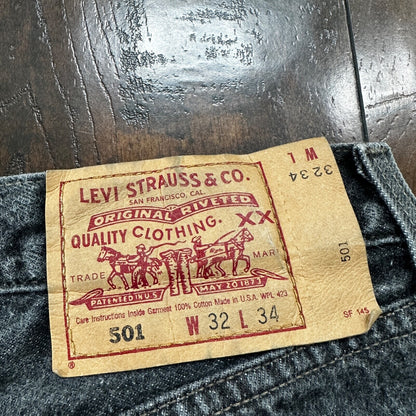 LEVI STRAUSS & CO.
SAN FRANCISCO, CAL.
ORIGINAL RIVETED
QUALITY CLOTHING. XX
TRADE MARK
PATENTED IN U.S. MAY 20 1873
Care Instructions Inside Garment 100% Cotton Made in U.S.A. WPL 423
501 W 32 L 34
®
W L
32 34
501
SF 145